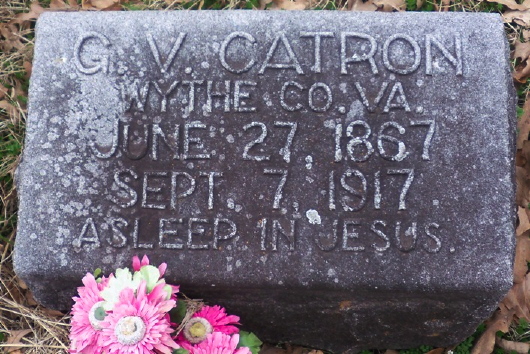 G. V. CATRON
WYTHE. CO. VA.
JUNE 27, 1867
SEPT. 7, 1917
ASLEEP. IN JESUS.